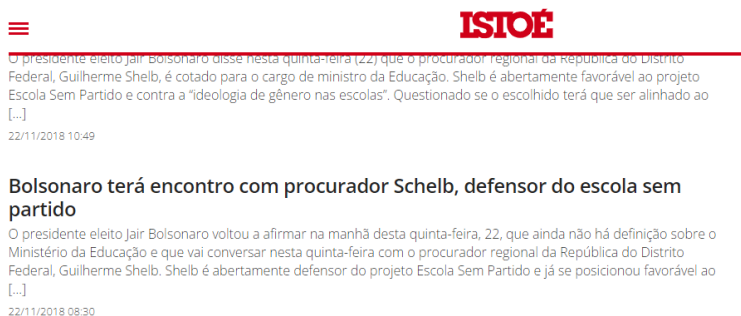 ISTOÉ
O presidente eleito Jair Bolsonaro disse nesta quinta-feira (22) que o procurador regional da República do Distrito
Federal, Guilherme Shelb, é cotado para o cargo de ministro da Educação. Shelb é abertamente favorável ao projeto
Escola Sem Partido e contra a “ideologia de gênero nas escolas”. Questionado se o escolhido terá que ser alinhado ao
[...]
22/11/2018 10:49
Bolsonaro terá encontro com procurador Schelb, defensor do escola sem
partido
O presidente eleito Jair Bolsonaro voltou a afirmar na manhã desta quinta-feira, 22, que ainda não há definição sobre o
Ministério da Educação e que vai conversar nesta quinta-feira com o procurador regional da República do Distrito
Federal, Guilherme Shelb. Shelb é abertamente defensor do projeto Escola Sem Partido e já se posicionou favorável ao
[...]
22/11/2018 08:30